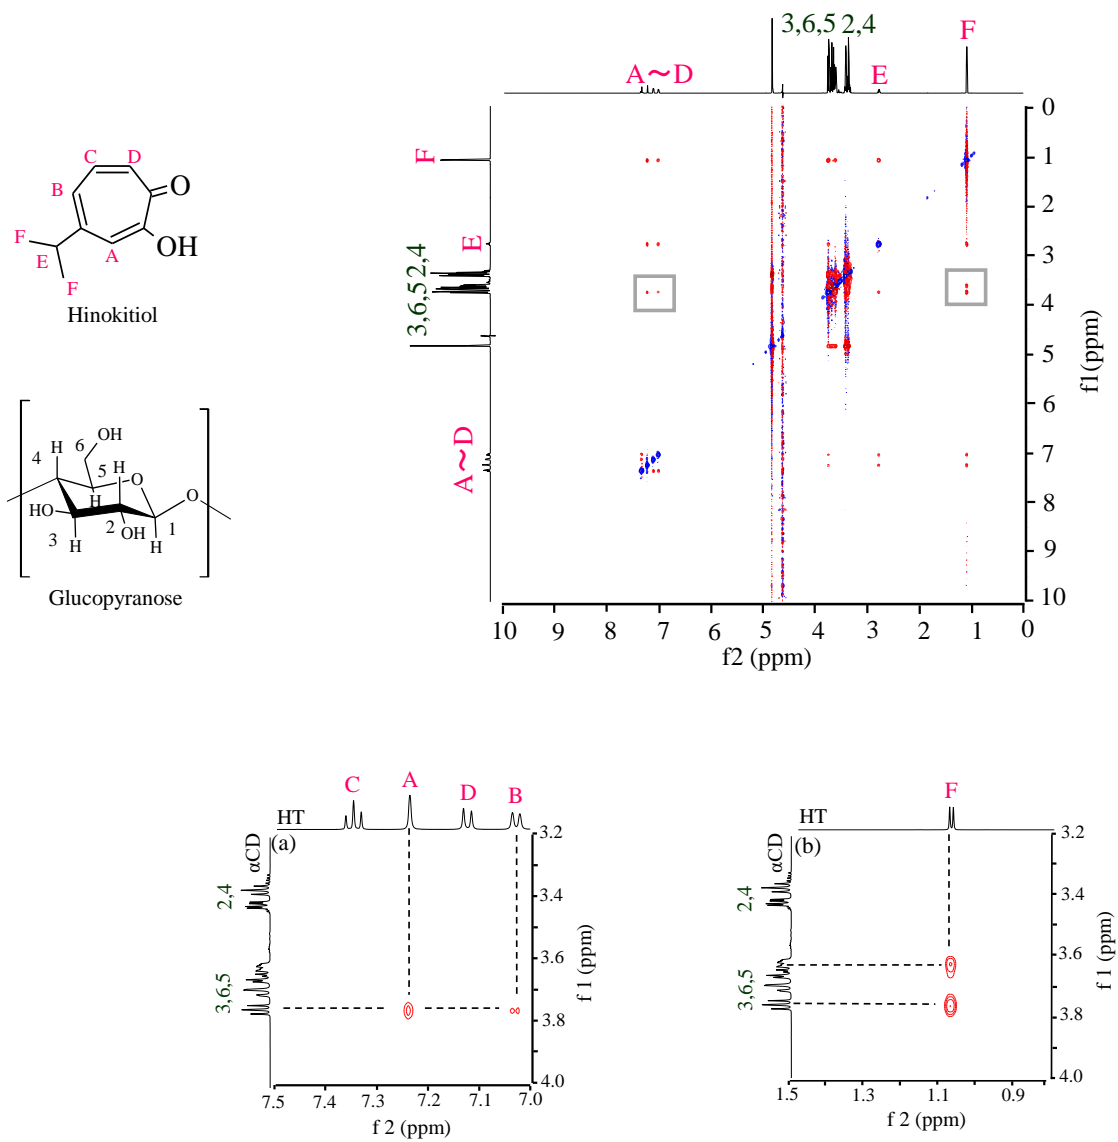 3,6,5 2,4
F
A~D
E
0
1
2
3
4
5
6
7
8
9
10
f1(ppm)
F
E
3,6,5 2,4
A~D
10 9 8 7 6 5 4 3 2 1 0
f2 (ppm)
C D
B
O
F
E A OH
F
Hinokitiol
6 OH
4 H
H
5 O
HO H O
2 OH 1
3 H H
Glucopyranose
C A D B
HT
(a)
αCD
2,4
3,6,5
3.2
3.4
3.6
3.8
4.0
f 1 (ppm)
7.5 7.4 7.3 7.2 7.1 7.0
f 2 (ppm)
F
HT
(b)
αCD
2,4
3,6,5
3.2
3.4
3.6
3.8
4.0
f 1 (ppm)
1.5 1.3 1.1 0.9
f 2 (ppm)